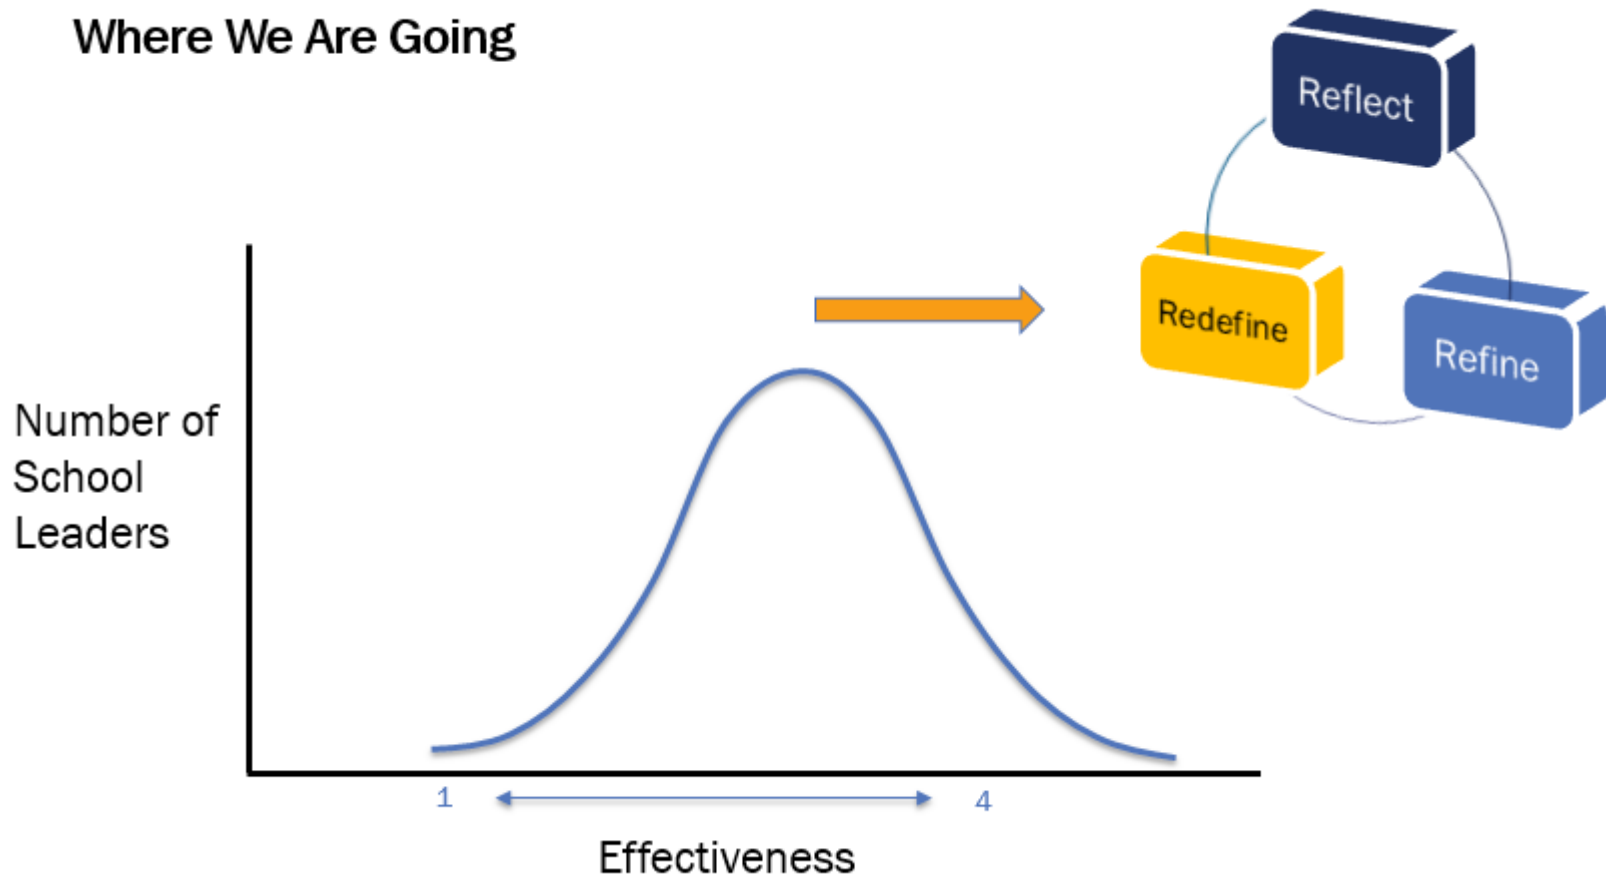 Where We Are Going
Reflect
Redefine
Refine
Number of
School
Leaders
1
4
Effectiveness